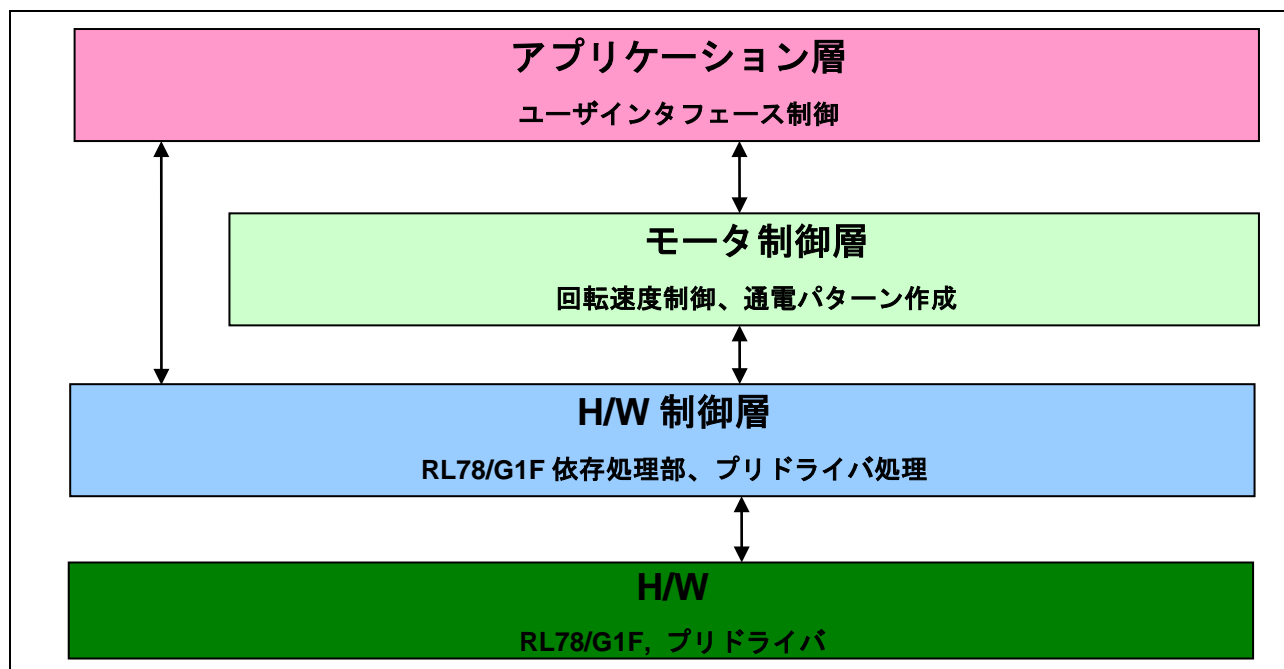 アプリケーション層
ユーザインタフェース制御
モータ制御層
回転速度制御、通電パターン作成
H/W 制御層
RL78/G1F 依存処理部、プリドライバ処理
H/W
RL78/G1F, プリドライバ